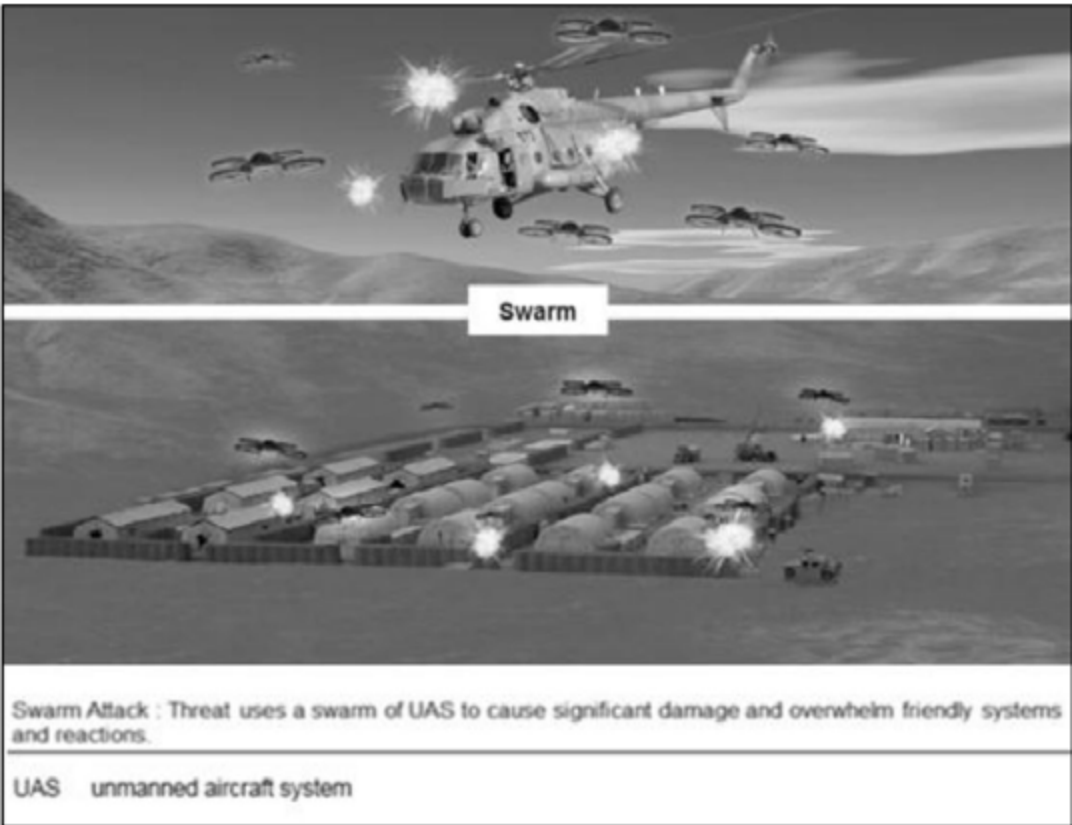 Swarm
Swarm Attack : Threat uses a swarm of UAS to cause significant damage and overwhelm friendly systems
and reactions.
UAS unmanned aircraft system